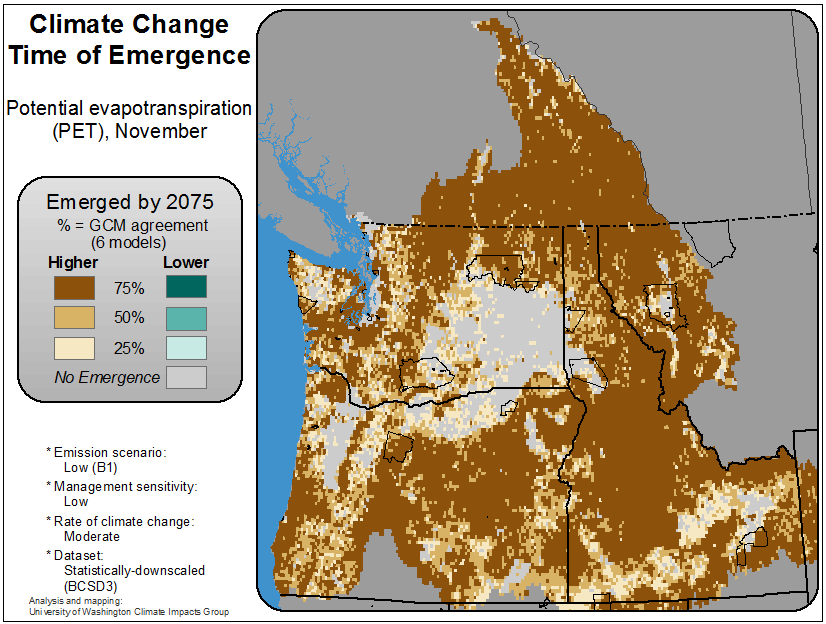 Climate Change
Time of Emergence
Potential evapotranspiration
(PET), November
Emerged by 2075
% = GCM agreement
(6 models)
Higher Lower
75%
50%
25%
No Emergence
* Emission scenario:
Low (B1)
* Management sensitivity:
Low
* Rate of climate change:
Moderate
* Dataset:
Statistically-downscaled
(BCSD3)
Analysis and mapping:
University of Washington Climate Impacts Group